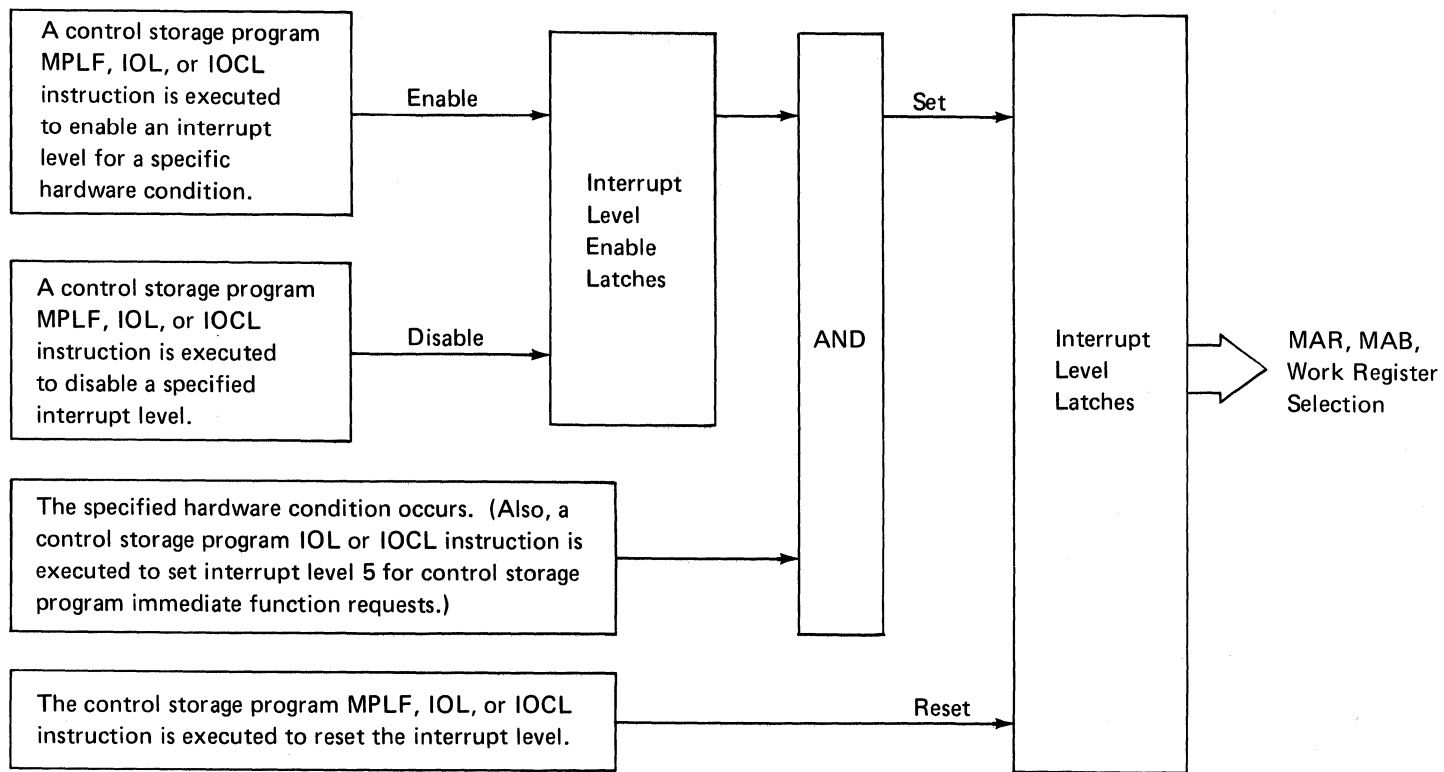 A control storage program
MPLF, IOL, or IOCL
instruction is executed
to enable an interrupt
level for a specific
hardware condition.
Enable
A control storage program
MPLF, IOL, or IOCL
instruction is executed
to disable a specified
interrupt level.
Disable
Interrupt
Level
Enable
Latches
AND
Set
Interrupt
Level
Latches
MAR, MAB,
Work Register
Selection
The specified hardware condition occurs. (Also, a
control storage program IOL or IOCL instruction is
executed to set interrupt level 5 for control storage
program immediate function requests.)
The control storage program MPLF, IOL, or IOCL
instruction is executed to reset the interrupt level.
Reset